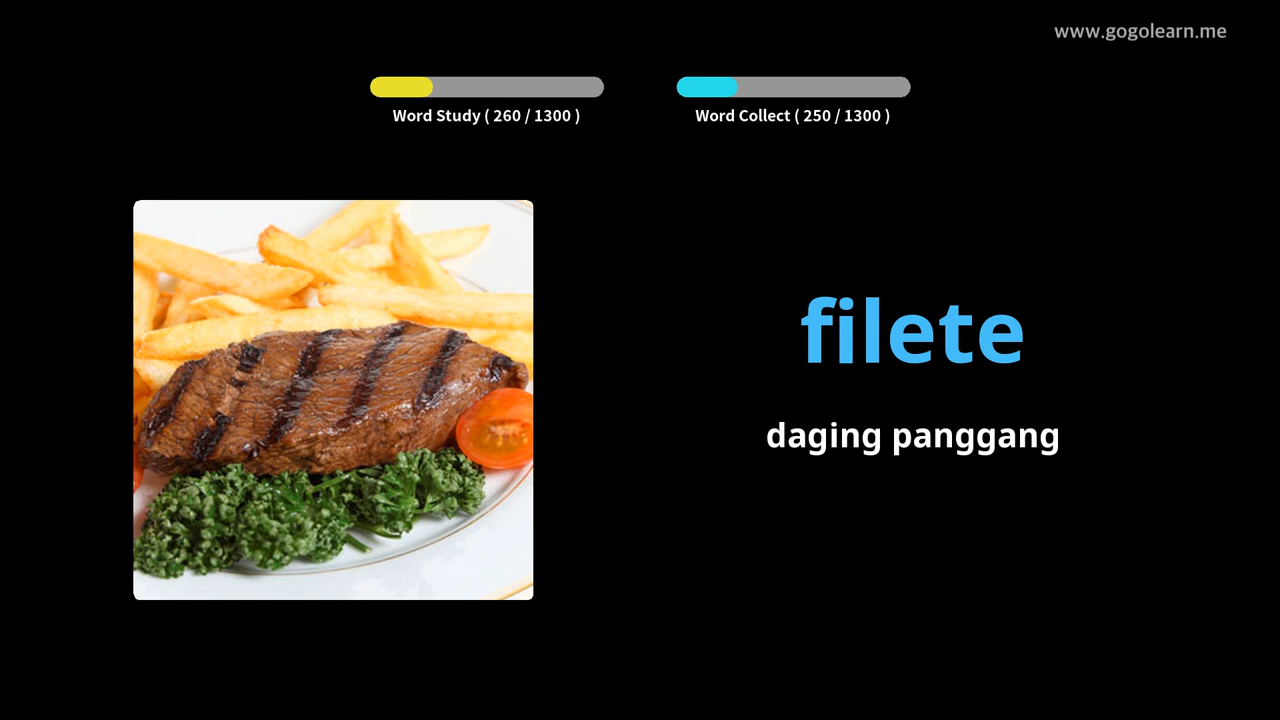 www.gogolearn.me
Word Study ( 260 / 1300 )
Word Collect ( 250 / 1300 )
filete
daging panggang